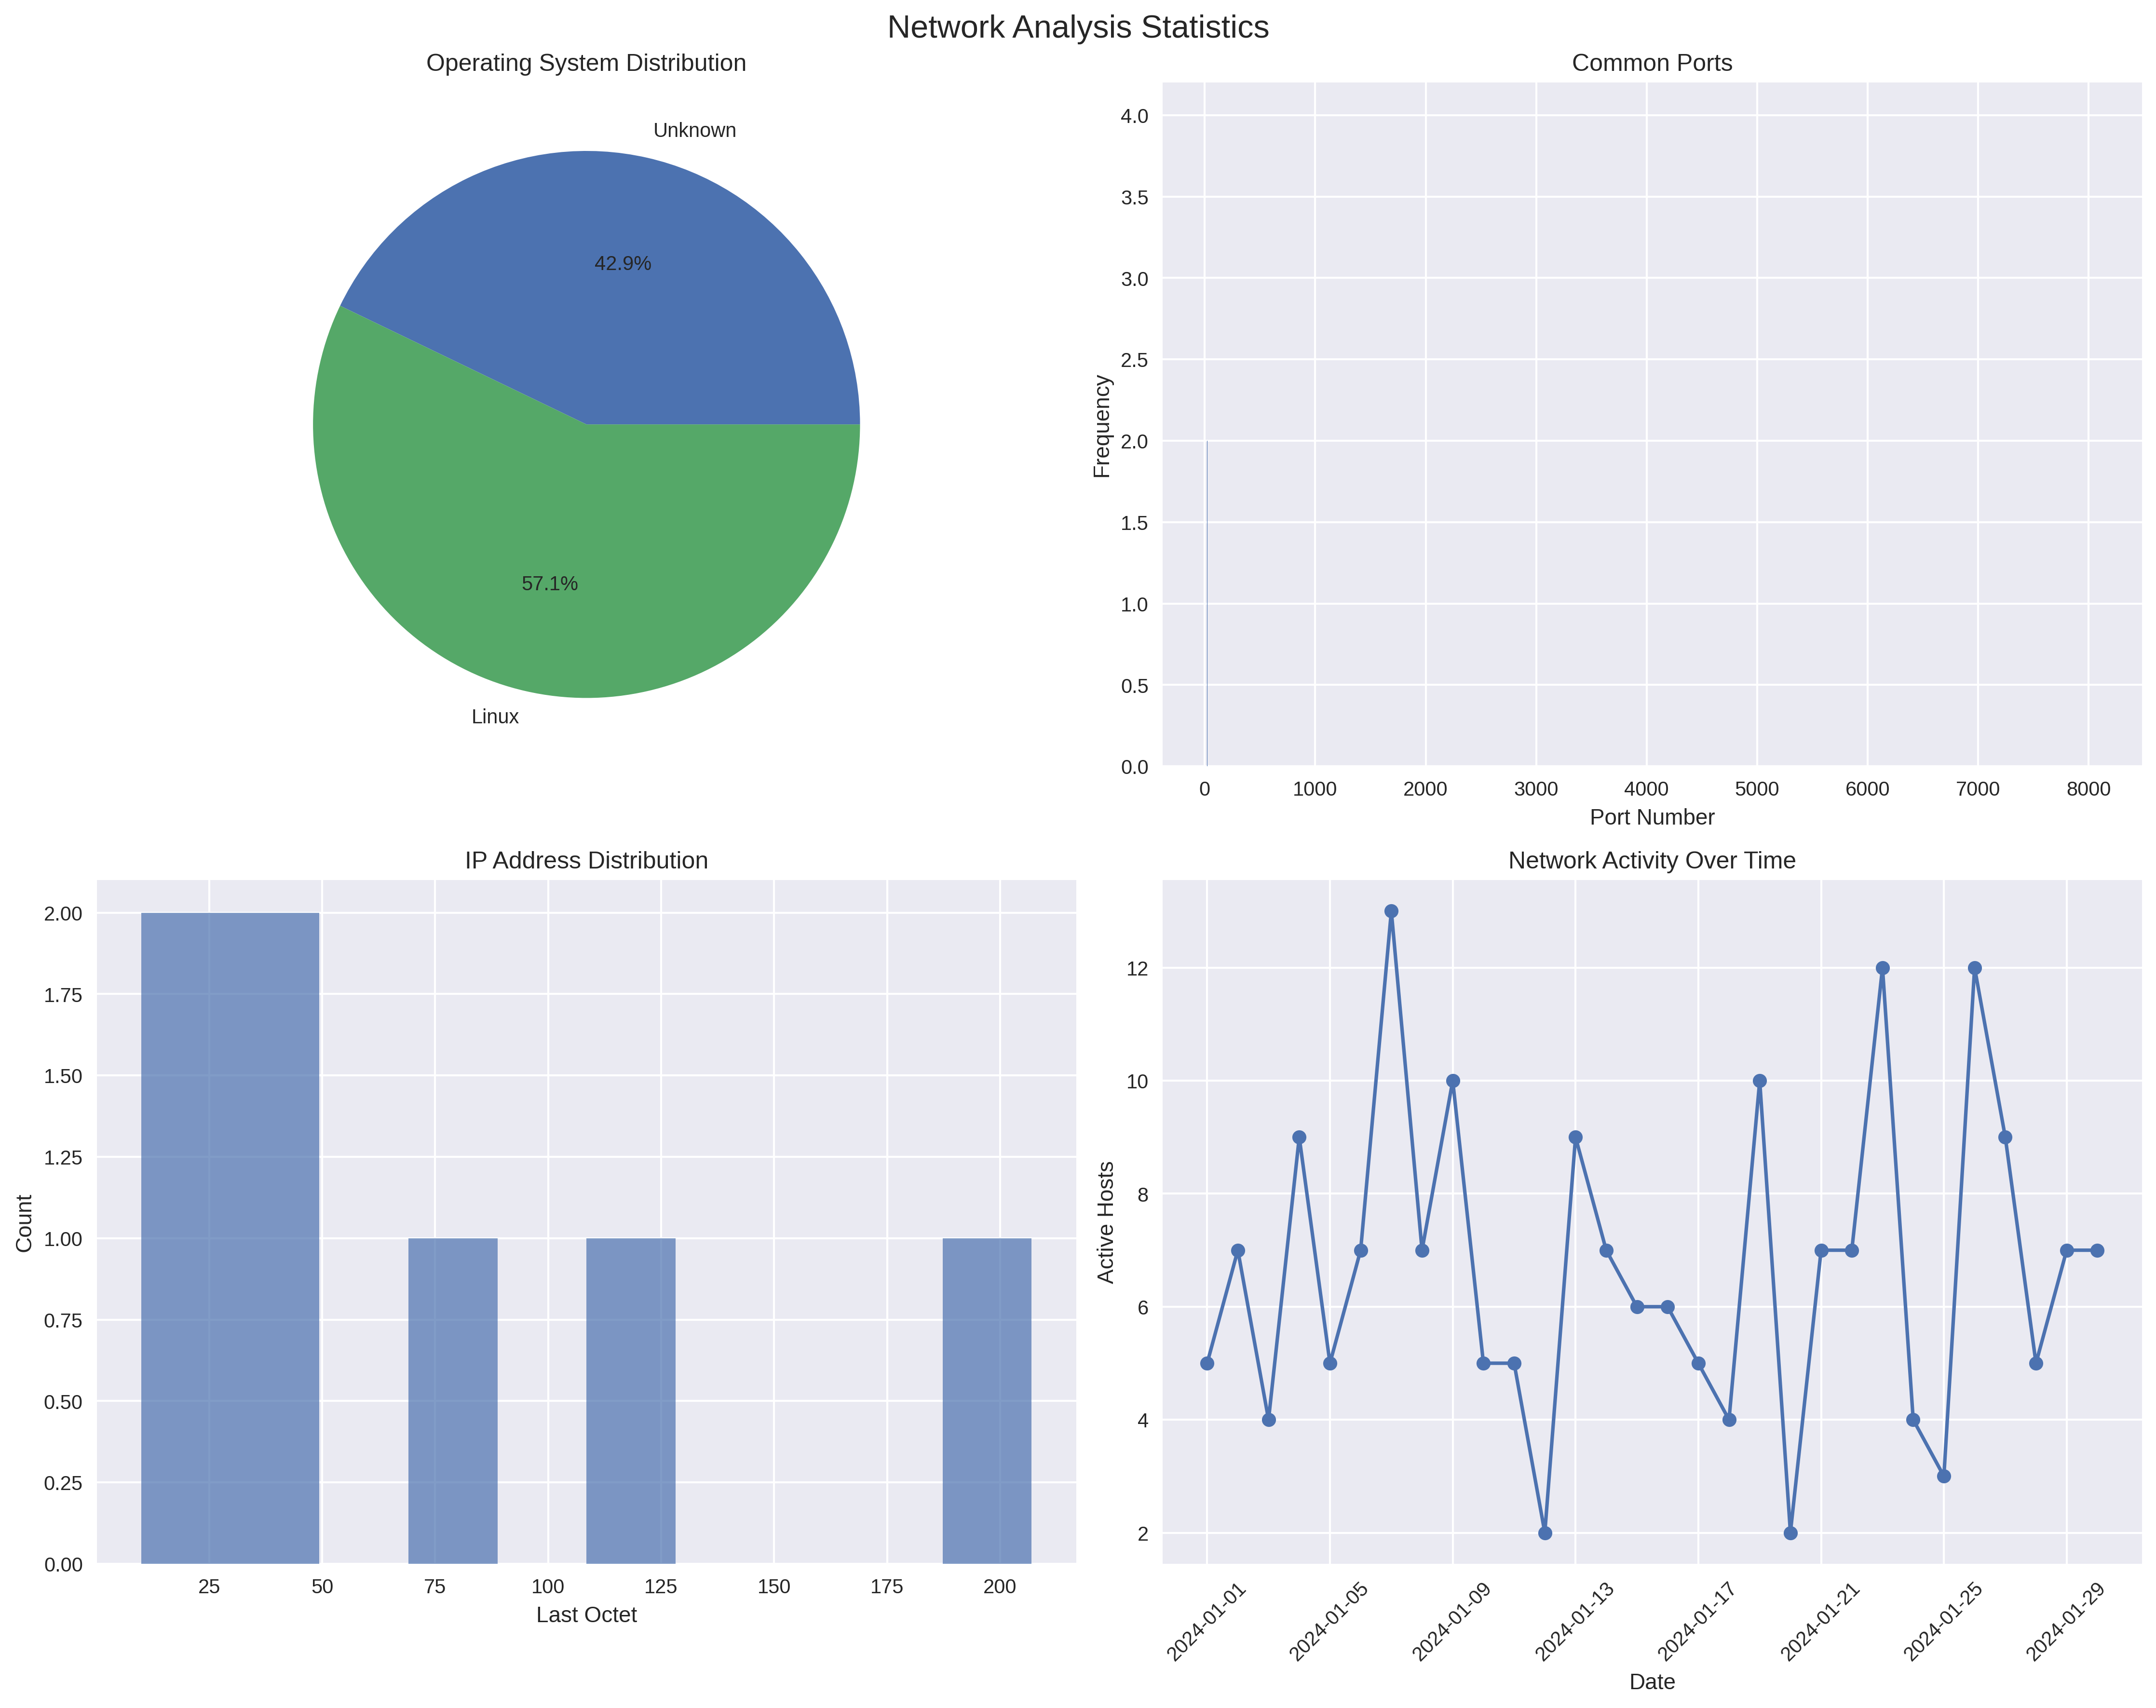 Network Analysis Statistics
Operating System Distribution
Unknown
42.9%
57.1%
Linux
Common Ports
4.0
3.5
3.0
2.5
2.0
1.5
1.0
0.5
0.0
Frequency
0 1000 2000 3000 4000 5000 6000 7000 8000
Port Number
IP Address Distribution
2.00
1.75
1.50
1.25
1.00
0.75
0.50
0.25
0.00
Count
25 50 75 100 125 150 175 200
Last Octet
Network Activity Over Time
12
10
8
6
4
2
Active Hosts
2024-01-01 2024-01-05 2024-01-09 2024-01-13 2024-01-17 2024-01-21 2024-01-25 2024-01-29
Date